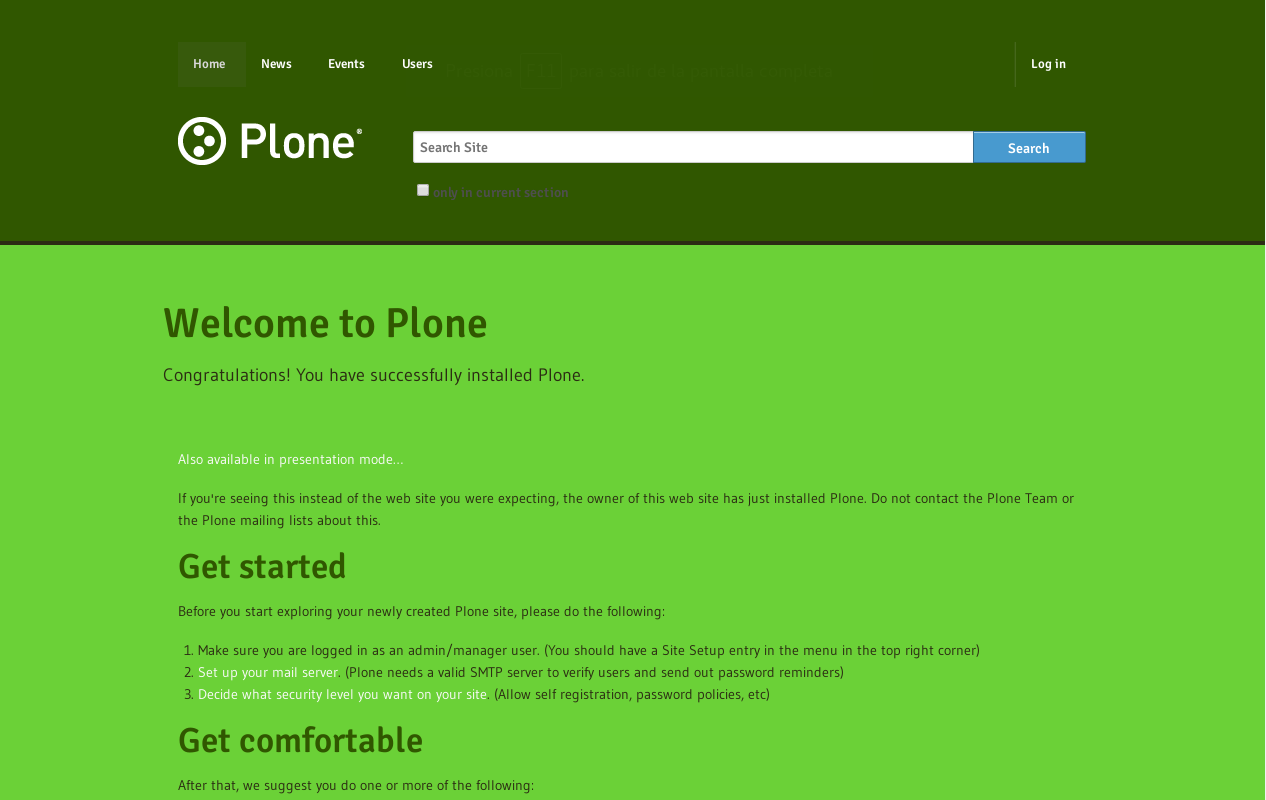 Home News Events Users Log in
Plone®
Search Site Search
only in current section
Welcome to Plone
Congratulations! You have successfully installed Plone.
Also available in presentation mode...
If you're seeing this instead of the web site you were expecting, the owner of this web site has just installed Plone. Do not contact the Plone Team or
the Plone mailing lists about this.
Get started
Before you start exploring your newly created Plone site, please do the following:
1. Make sure you are logged in as an admin/manager user. (You should have a Site Setup entry in the menu in the top right corner)
2. Set up your mail server. (Plone needs a valid SMTP server to verify users and send out password reminders)
3. Decide what security level you want on your site. (Allow self registration, password policies, etc)
Get comfortable
After that, we suggest you do one or more of the following: